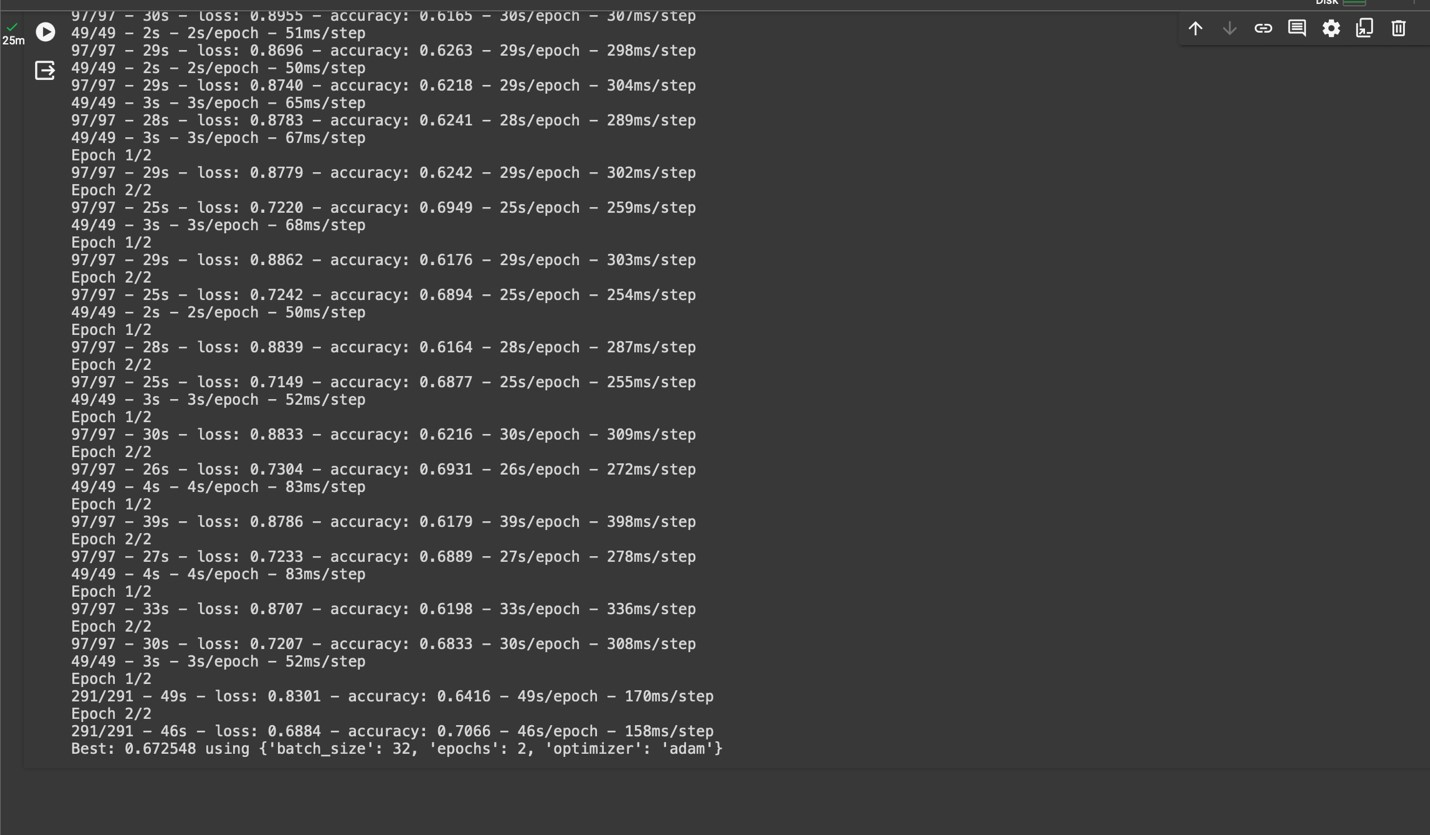 Disk
25m
97/97 - 30s - loss: 0.8955 - accuracy: 0.6165 - 30s/epoch - 307ms/step
49/49 - 2s - 2s/epoch - 51ms/step
97/97 - 29s - loss: 0.8696 - accuracy: 0.6263 - 29s/epoch - 298ms/step
49/49 - 2s - 2s/epoch - 50ms/step
97/97 - 29s - loss: 0.8740 - accuracy: 0.6218 - 29s/epoch - 304ms/step
49/49 - 3s - 3s/epoch - 65ms/step
97/97 - 28s - loss: 0.8783 - accuracy: 0.6241 - 28s/epoch - 289ms/step
49/49 - 3s - 3s/epoch - 67ms/step
Epoch 1/2
97/97 - 29s - loss: 0.8779 - accuracy: 0.6242 - 29s/epoch - 302ms/step
Epoch 2/2
97/97 - 25s - loss: 0.7220 - accuracy: 0.6949 - 25s/epoch - 259ms/step
49/49 - 3s - 3s/epoch - 68ms/step
Epoch 1/2
97/97 - 29s - loss: 0.8862 - accuracy: 0.6176 - 29s/epoch - 303ms/step
Epoch 2/2
97/97 - 25s - loss: 0.7242 - accuracy: 0.6894 - 25s/epoch - 254ms/step
49/49 - 2s - 2s/epoch - 50ms/step
Epoch 1/2
97/97 - 28s - loss: 0.8839 - accuracy: 0.6164 - 28s/epoch - 287ms/step
Epoch 2/2
97/97 - 25s - loss: 0.7149 - accuracy: 0.6877 - 25s/epoch - 255ms/step
49/49 - 3s - 3s/epoch - 52ms/step
Epoch 1/2
97/97 - 30s - loss: 0.8833 - accuracy: 0.6216 - 30s/epoch - 309ms/step
Epoch 2/2
97/97 - 26s - loss: 0.7304 - accuracy: 0.6931 - 26s/epoch - 272ms/step
49/49 - 4s - 4s/epoch - 83ms/step
Epoch 1/2
97/97 - 39s - loss: 0.8786 - accuracy: 0.6179 - 39s/epoch - 398ms/step
Epoch 2/2
97/97 - 27s - loss: 0.7233 - accuracy: 0.6889 - 27s/epoch - 278ms/step
49/49 - 4s - 4s/epoch - 83ms/step
Epoch 1/2
97/97 - 33s - loss: 0.8707 - accuracy: 0.6198 - 33s/epoch - 336ms/step
Epoch 2/2
97/97 - 30s - loss: 0.7207 - accuracy: 0.6833 - 30s/epoch - 308ms/step
49/49 - 3s - 3s/epoch - 52ms/step
Epoch 1/2
291/291 - 49s - loss: 0.8301 - accuracy: 0.6416 - 49s/epoch - 170ms/step
Epoch 2/2
291/291 - 46s - loss: 0.6884 - accuracy: 0.7066 - 46s/epoch - 158ms/step
Best: 0.672548 using {'batch_size': 32, 'epochs': 2, 'optimizer': 'adam'}